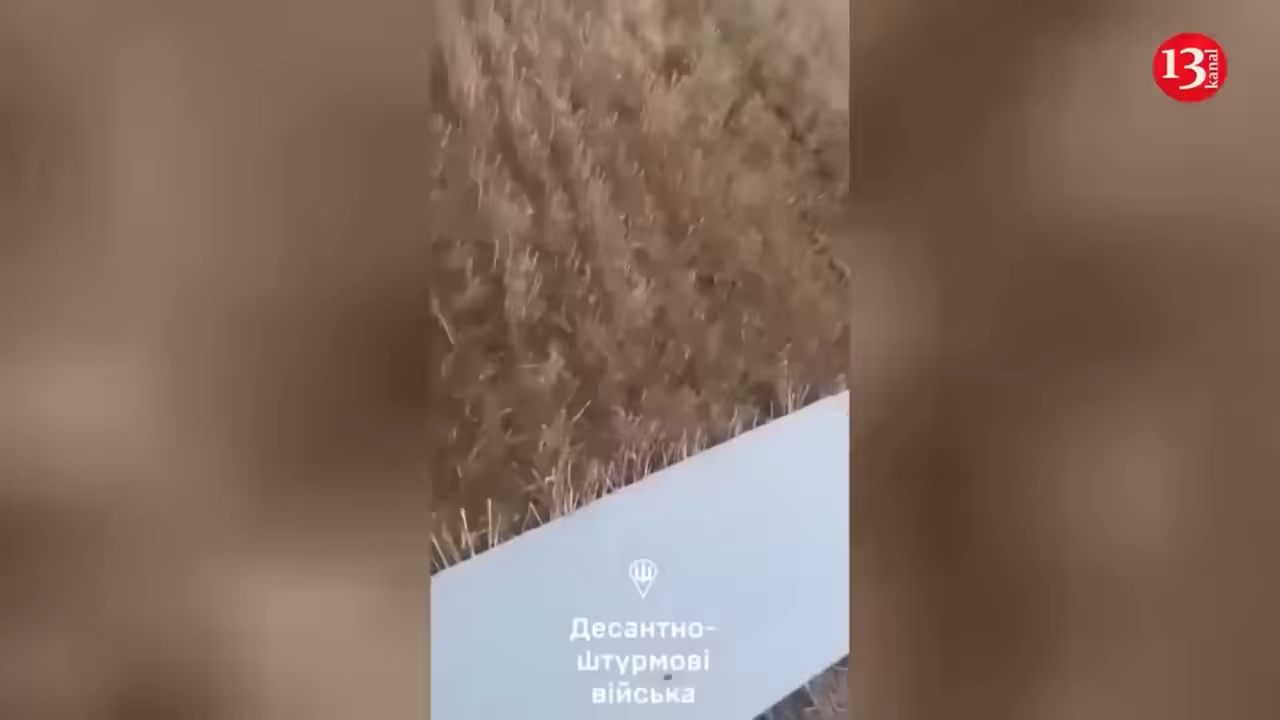 13
kanal
Десантно-
штурмові
війська